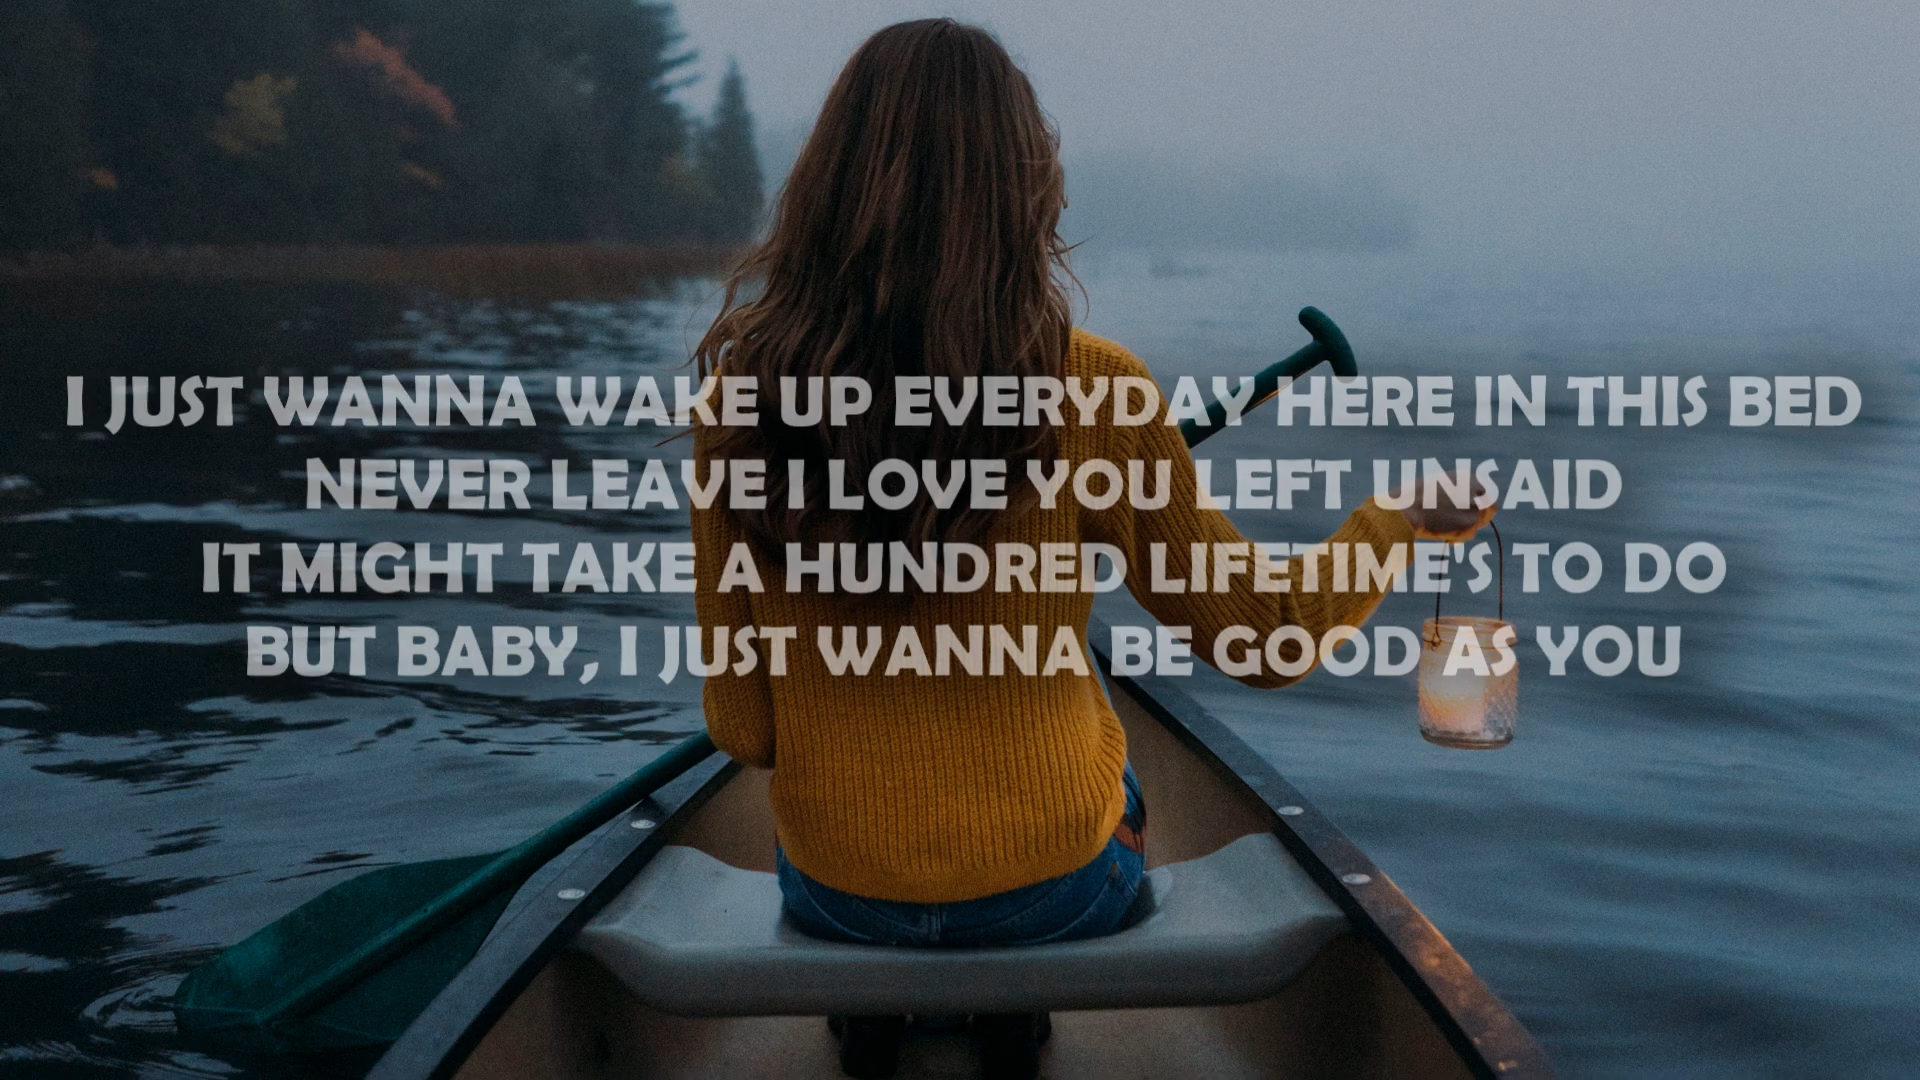 I JUST WANNA WAKE UP EVERYDAY HERE IN THIS BED
NEVER LEAVE I LOVE YOU LEFT UNSAID
IT MIGHT TAKE A HUNDRED LIFETIME'S TO DO
BUT BABY, I JUST WANNA BE GOOD AS YOU